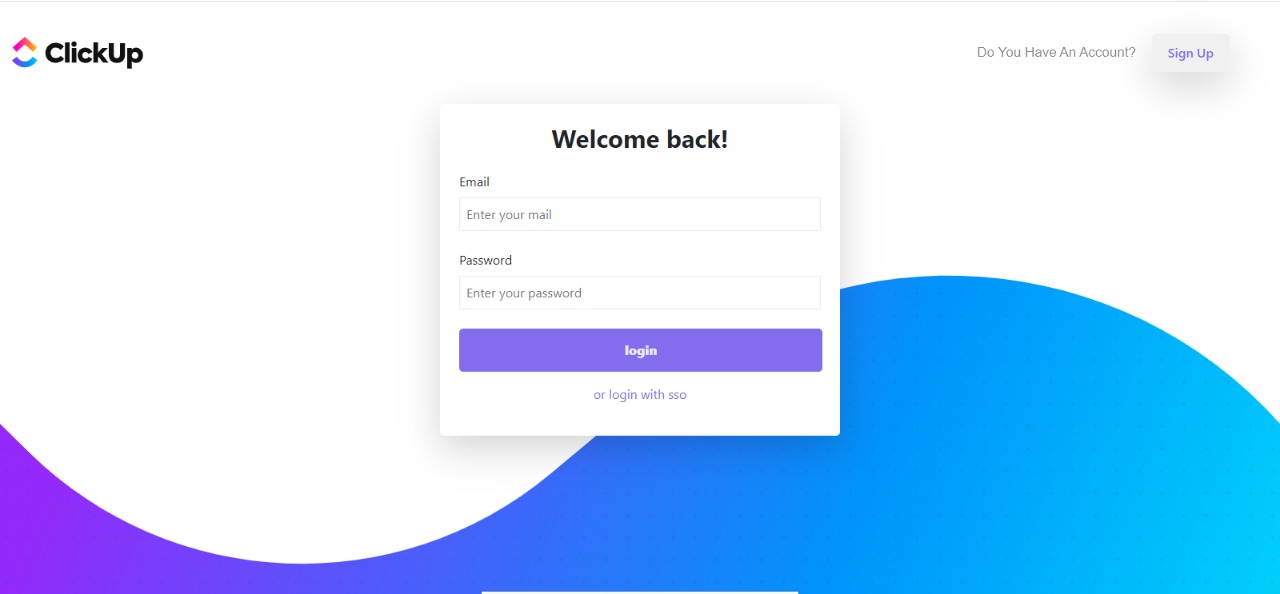 ClickUp
Do You Have An Account?
Sign Up
Welcome back!
Email
Enter your mail
Password
Enter your password
login
or login with sso